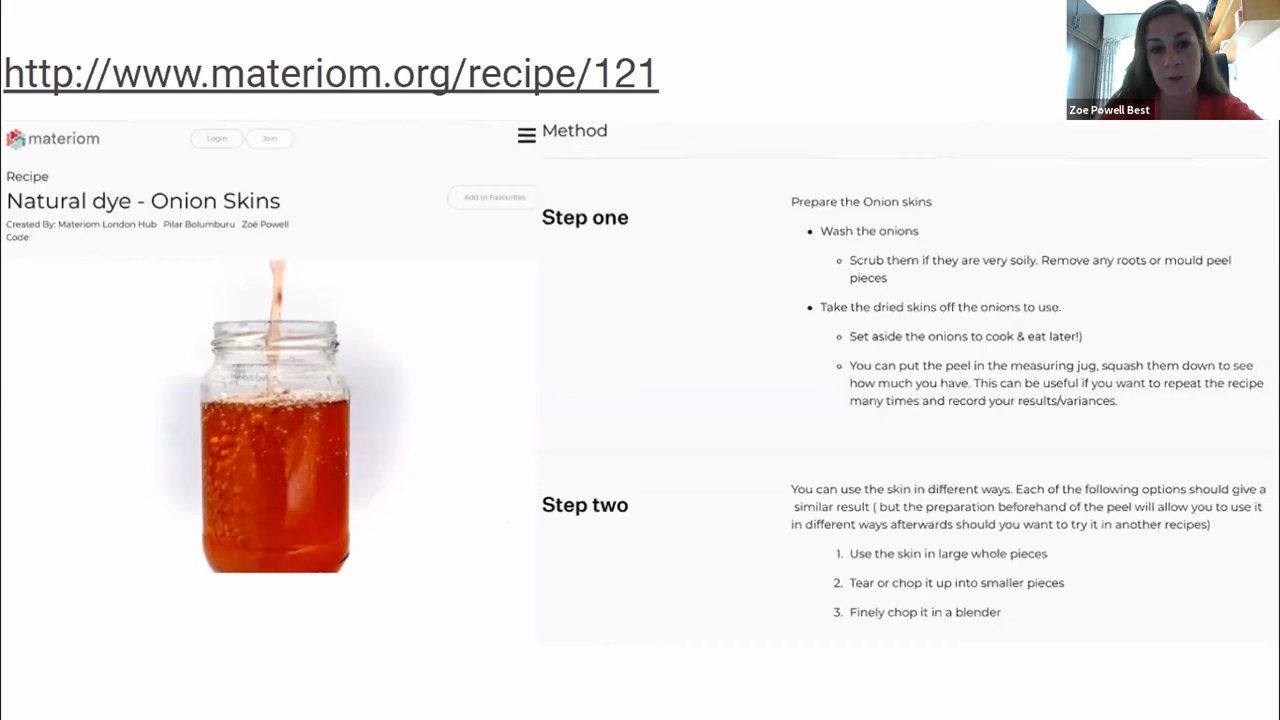 http://www.materiom.org/recipe/121
Zoe Powell Best
materiom
Login
Join
Recipe
Natural dye - Onion Skins
Add to Favourites
Created By: Materiom London Hub Pilar Bolumburu Zoë Powell
Code:
Method
Step one
Prepare the Onion skins
• Wash the onions
◦ Scrub them if they are very soily. Remove any roots or mould peel
pieces
• Take the dried skins off the onions to use.
◦ Set aside the onions to cook & eat later!)
◦ You can put the peel in the measuring jug, squash them down to see
how much you have. This can be useful if you want to repeat the recipe
many times and record your results/variances.
Step two
You can use the skin in different ways. Each of the following options should give a
similar result ( but the preparation beforehand of the peel will allow you to use it
in different ways afterwards should you want to try it in another recipes)
1. Use the skin in large whole pieces
2. Tear or chop it up into smaller pieces
3. Finely chop it in a blender